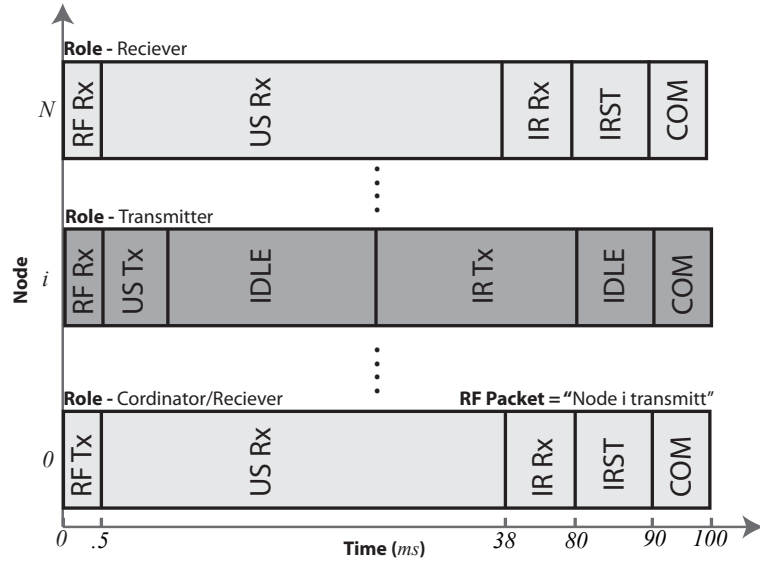 Role - Reciever
N
RF Rx
US Rx
IR Rx
IRST
COM
Role - Transmitter
Node
i
RF Rx
US Tx
IDLE
IR Tx
IDLE
COM
Role - Cordinator/Reciever
RF Packet = “Node i transmitt”
0
RF Tx
US Rx
IR Rx
IRST
COM
0 .5 38 80 90 100
Time (ms)